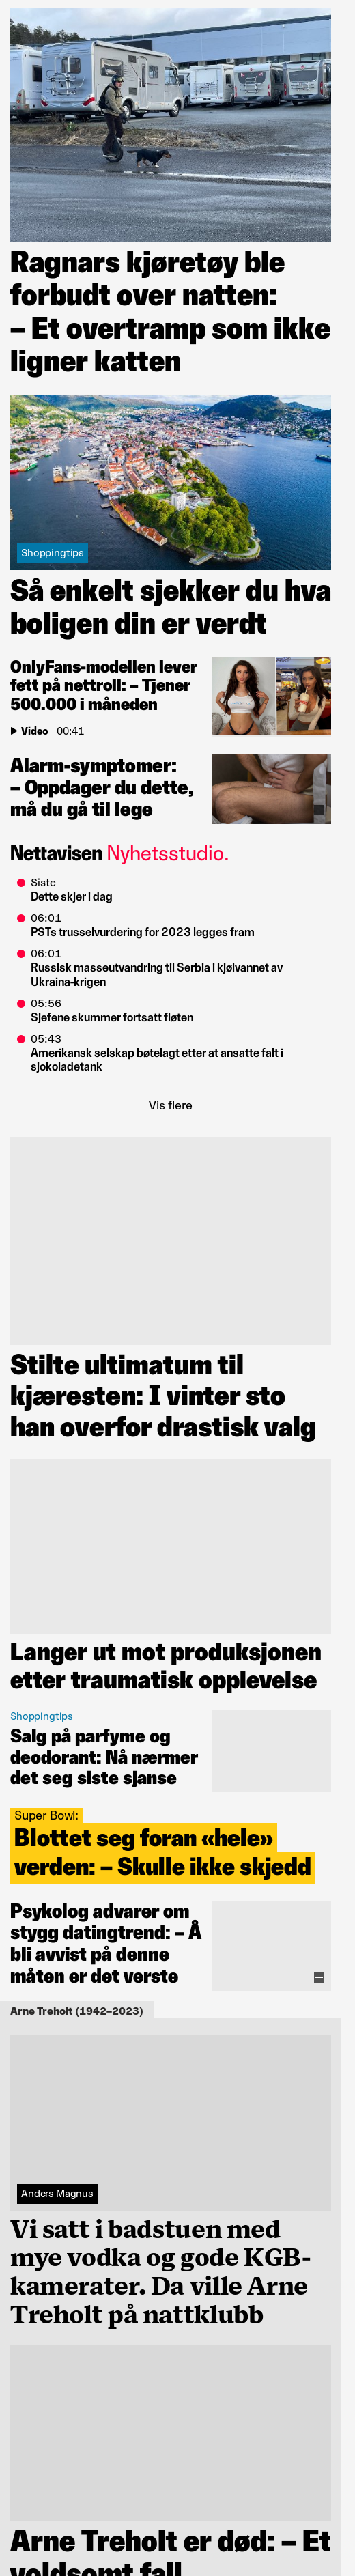 Ragnars kjøretøy ble
forbudt over natten:
– Et overtramp som ikke
ligner katten
Shoppingtips
Så enkelt sjekker du hva
boligen din er verdt
OnlyFans-modellen lever
fett på nettroll: – Tjener
500.000 i måneden
Video | 00:41
Alarm-symptomer:
– Oppdager du dette,
må du gå til lege
Nettavisen Nyhetsstudio.
Siste
Dette skjer i dag
06:01
PSTs trusselvurdering for 2023 legges fram
06:01
Russisk masseutvandring til Serbia i kjølvannet av
Ukraina-krigen
05:56
Sjefene skummer fortsatt fløten
05:43
Amerikansk selskap bøtelagt etter at ansatte falt i
sjokoladetank
Vis flere
Stilte ultimatum til
kjæresten: I vinter sto
han overfor drastisk valg
Langer ut mot produksjonen
etter traumatisk opplevelse
Shoppingtips
Salg på parfyme og
deodorant: Nå nærmer
det seg siste sjanse
Super Bowl:
Blottet seg foran «hele»
verden: – Skulle ikke skjedd
Psykolog advarer om
stygg datingtrend: – Å
bli avvist på denne
måten er det verste
Arne Treholt (1942–2023)
Anders Magnus
Vi satt i badstuen med
mye vodka og gode KGB-
kamerater. Da ville Arne
Treholt på nattklubb
Arne Treholt er død: – Et
voldsomt fall